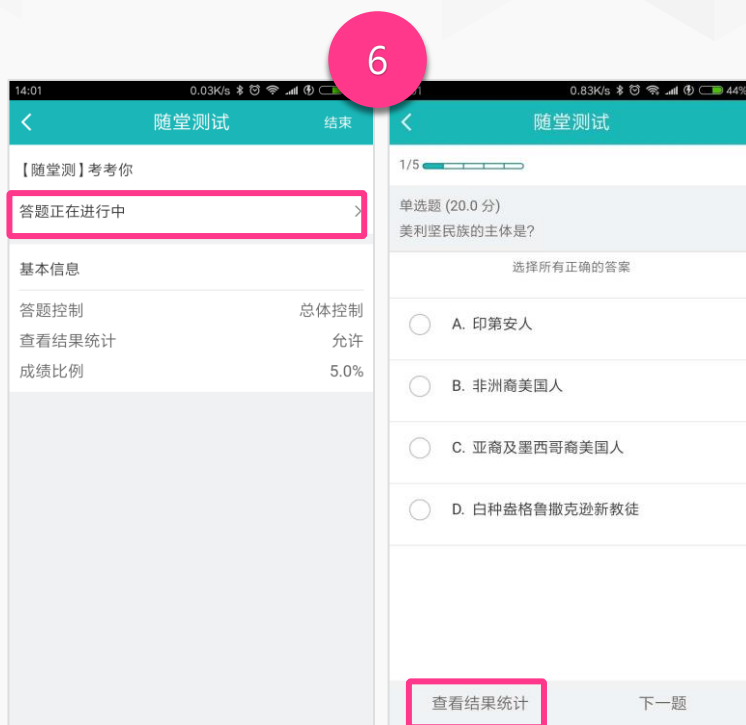 6
14:01 0.03K/s
随堂测试 结束
【随堂测】考考你
答题正在进行中
基本信息
答题控制 总体控制
查看结果统计 允许
成绩比例 5.0%
0.83K/s 44%
随堂测试
1/5
单选题 (20.0 分)
美利坚民族的主体是?
选择所有正确的答案
A. 印第安人
B. 非洲裔美国人
C. 亚裔及墨西哥裔美国人
D. 白种盎格鲁撒克逊新教徒
查看结果统计 下一题